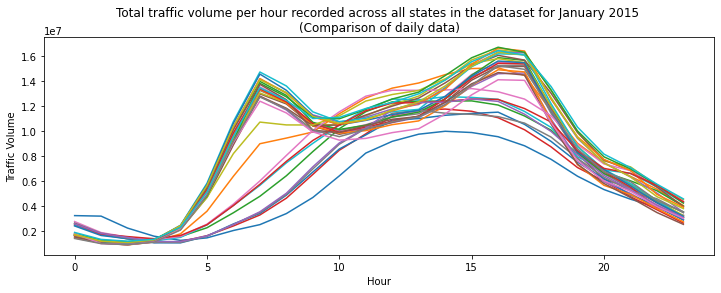 Total traffic volume per hour recorded across all states in the dataset for January 2015
(Comparison of daily data)
1e7
1.6
1.4
1.2
1.0
0.8
0.6
0.4
0.2
Traffic Volume
0 5 10 15 20
Hour